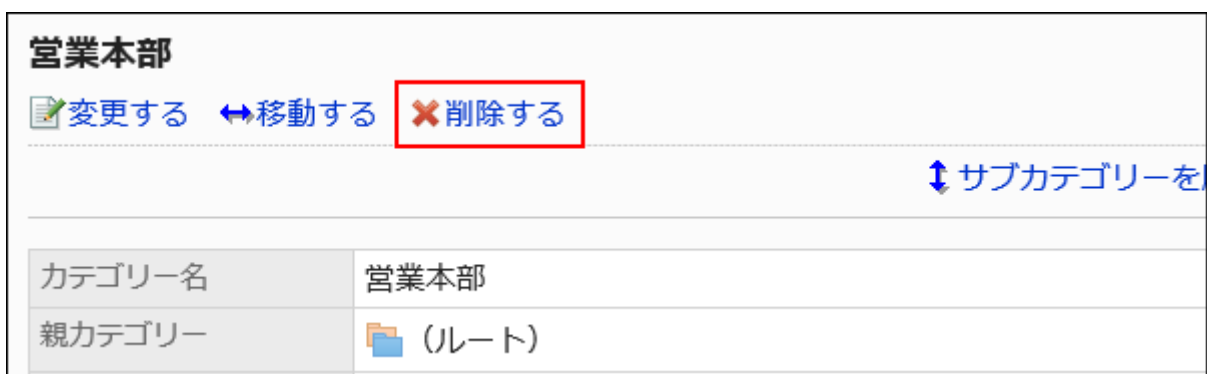 営業本部
変更する 移動する 削除する
サブカテゴリーを
カテゴリー名 営業本部
親カテゴリー (ルート)